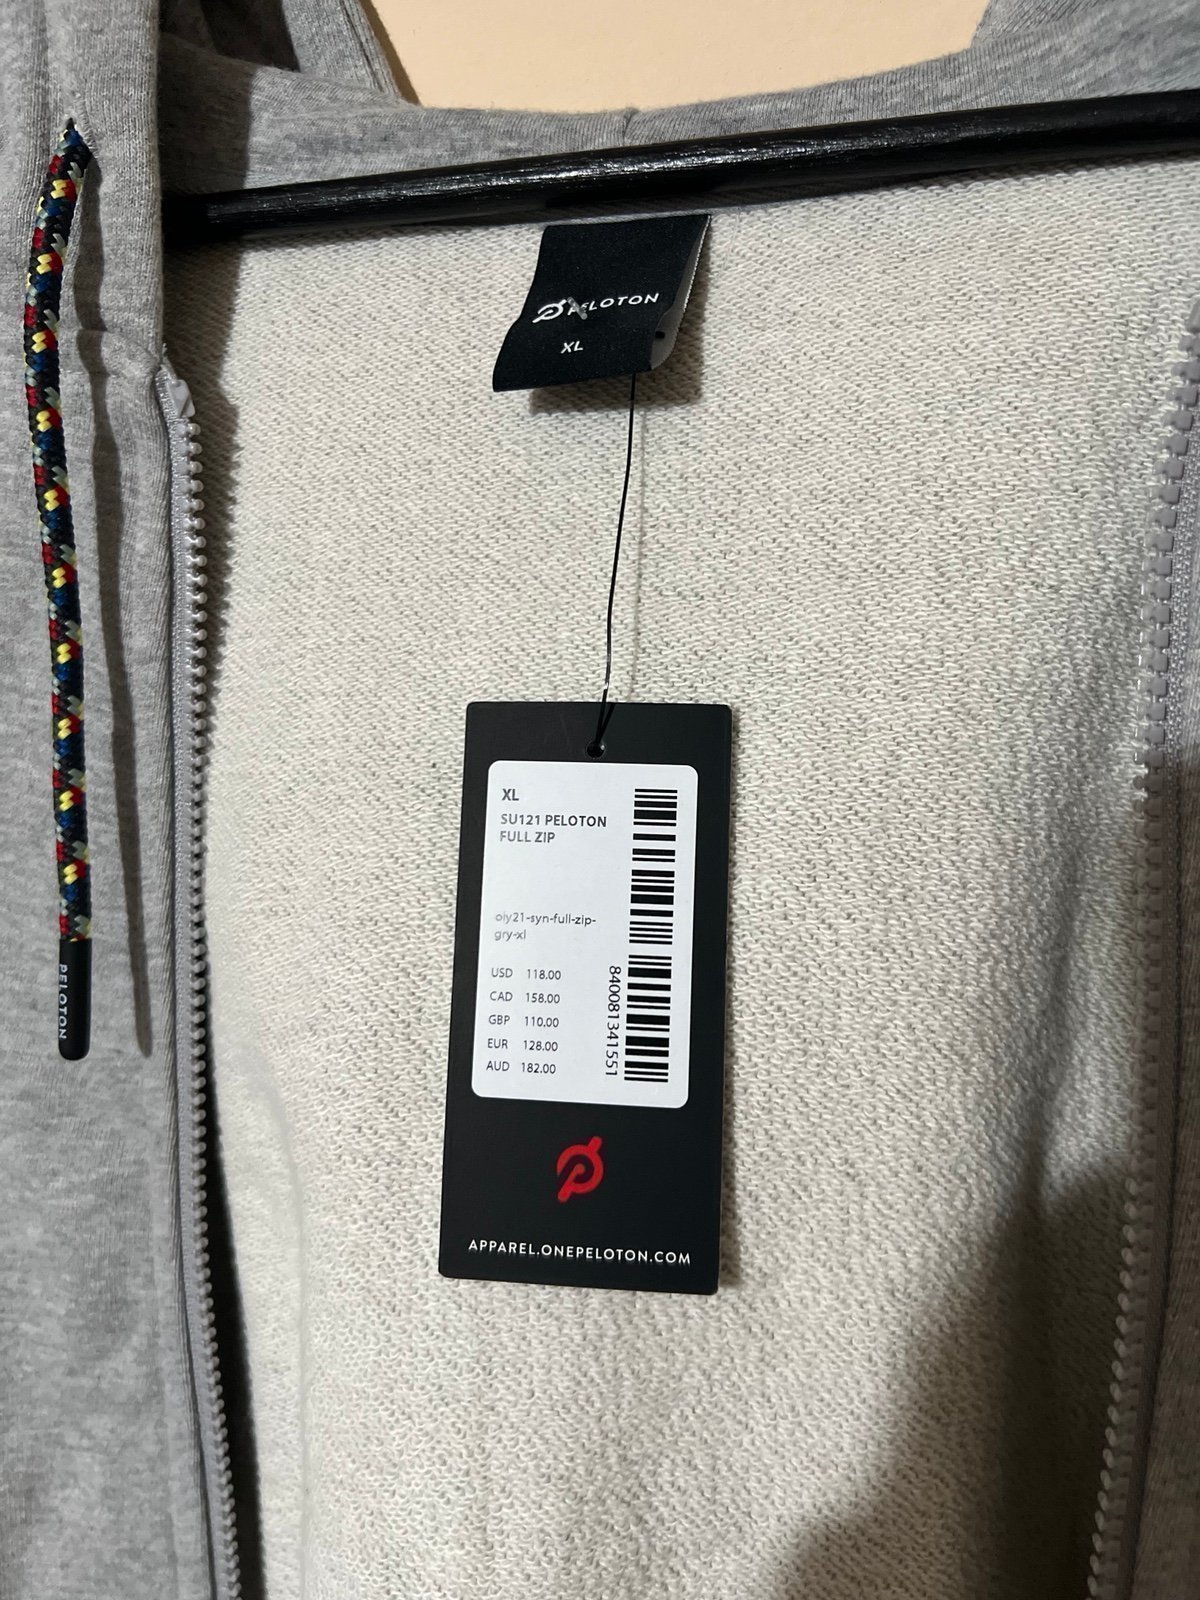 PELOTON
XL
XL
SU121 PELOTON
FULL ZIP
oiy21-syn-full-zip-
gry-xl
USD 118.00
CAD 158.00
GBP 110.00
EUR 128.00
AUD 182.00
840081341551
APPAREL.ONEPELOTON.COM
PELOTON